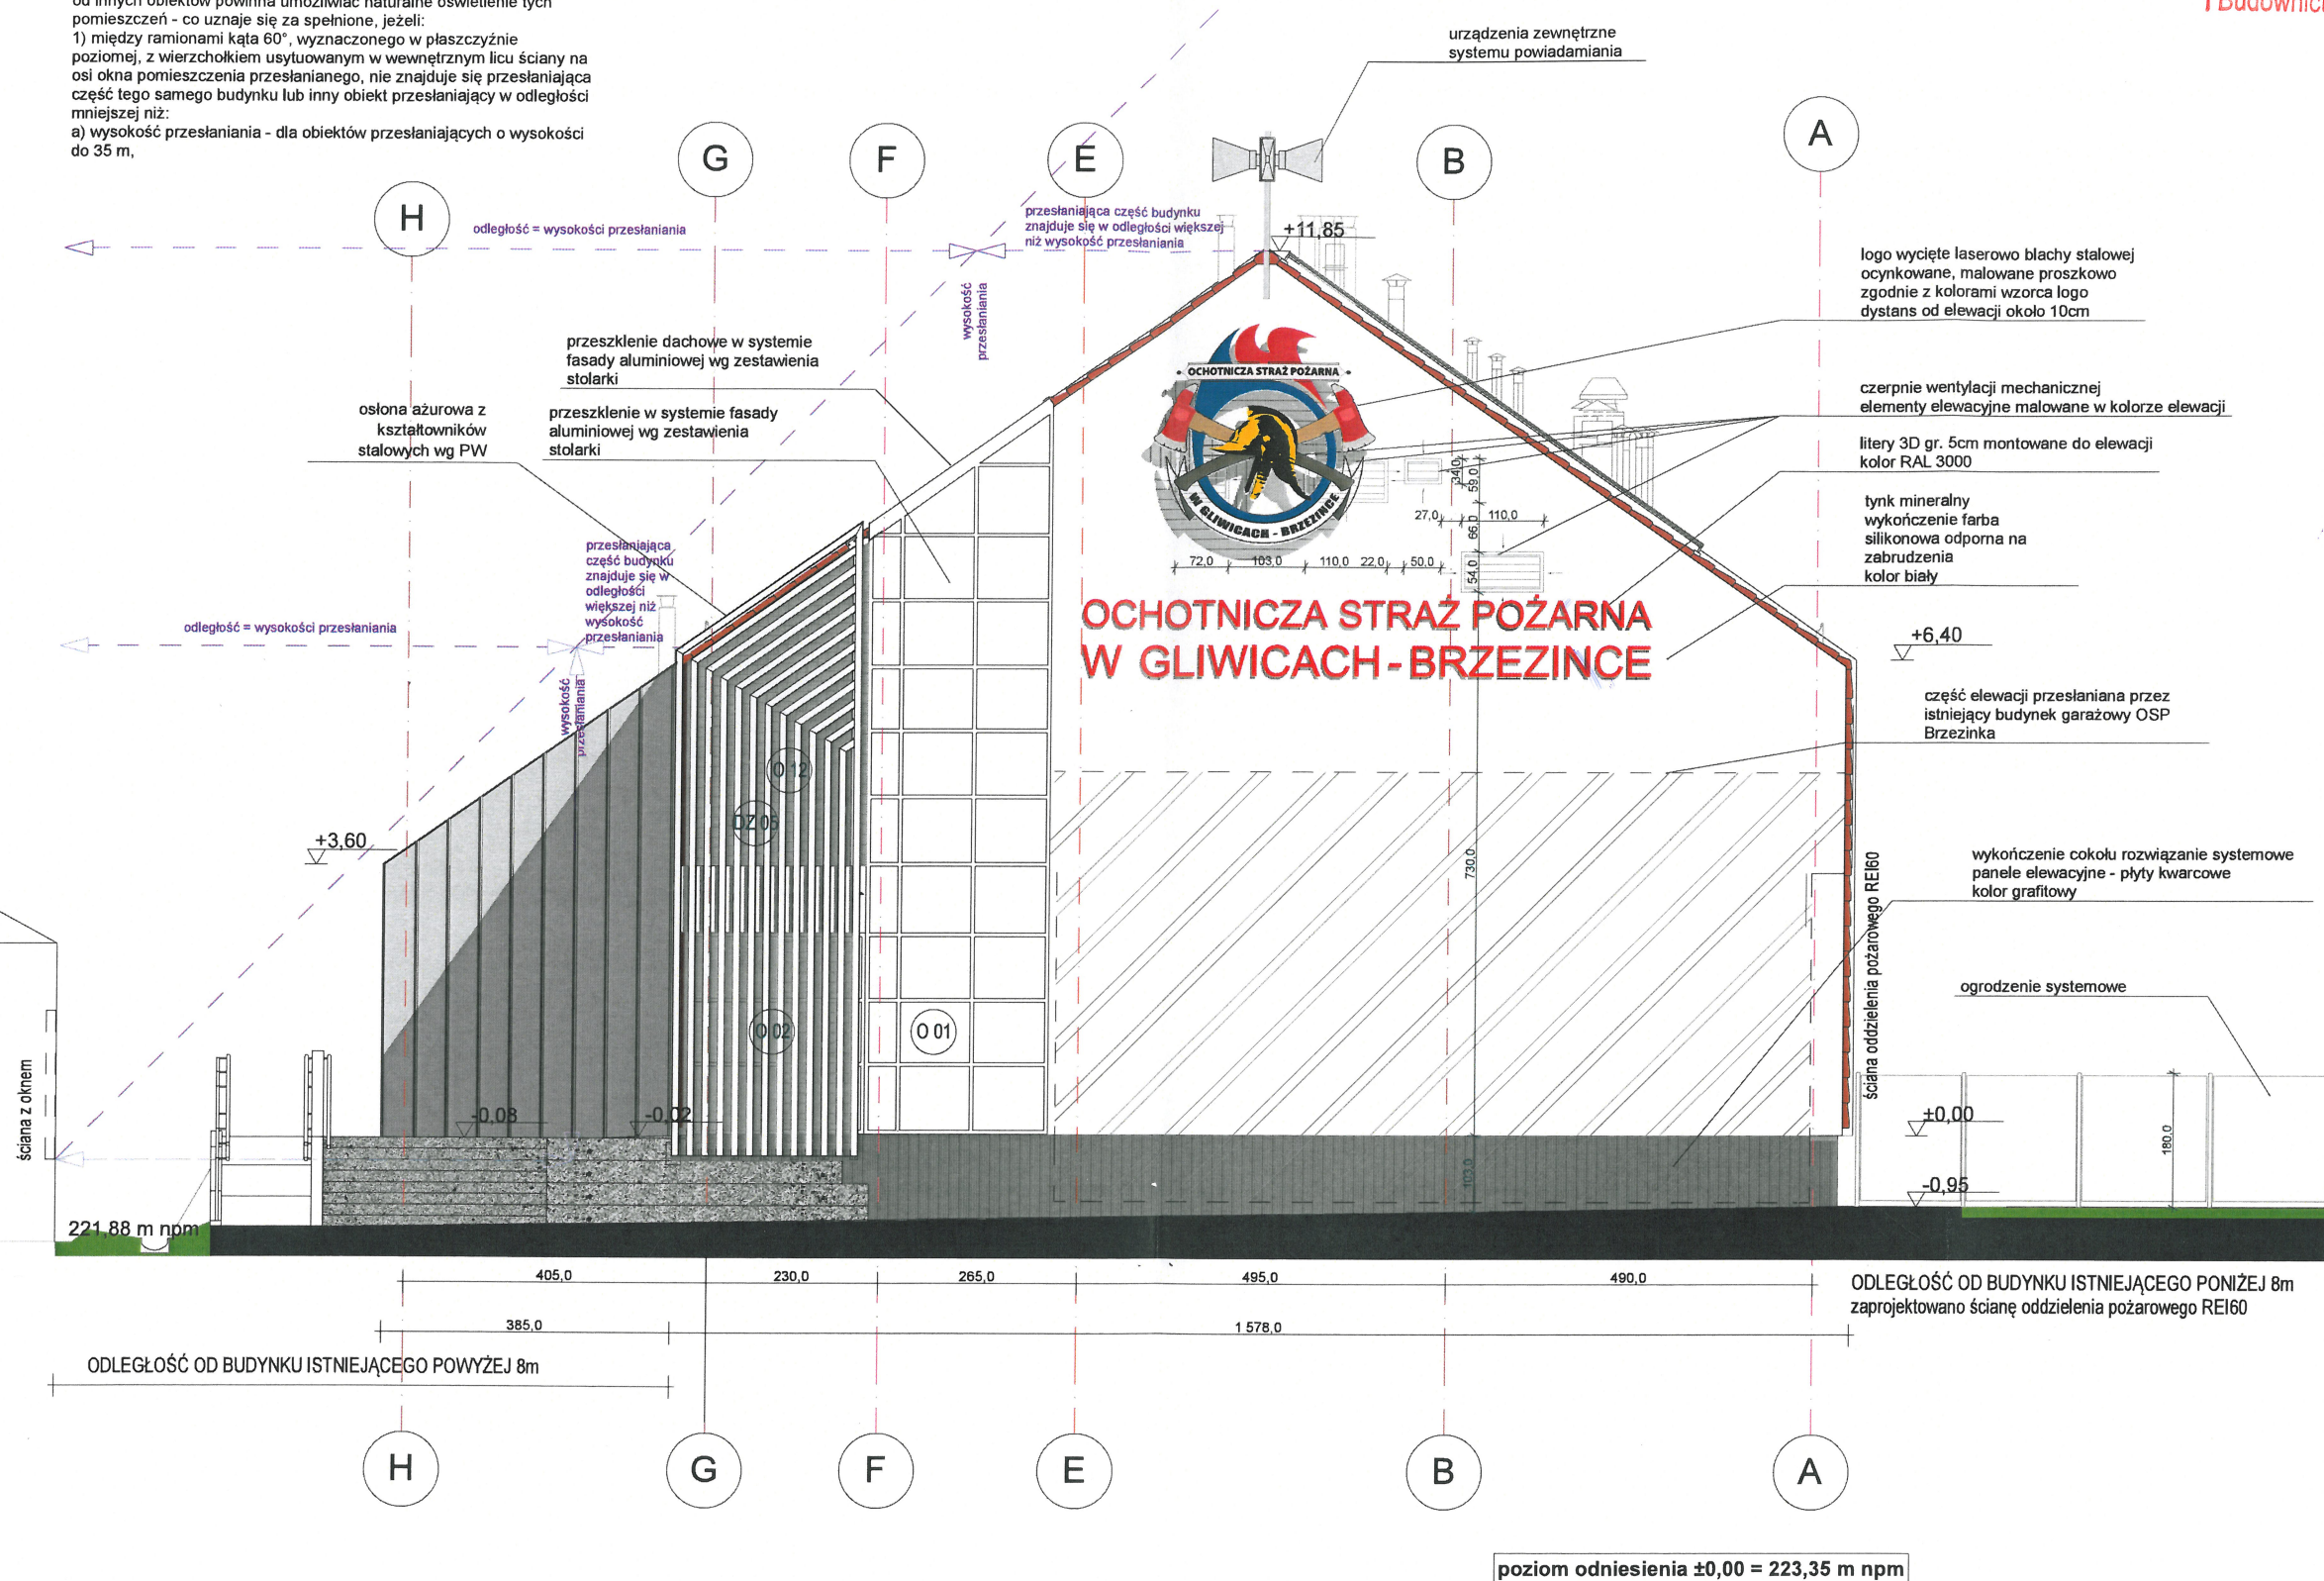 od innych obiektów powinna umożliwiać naturalne oświetlenie tych
pomieszczeń - co uznaje się za spełnione, jeżeli:
1) między ramionami kąta 60°, wyznaczonego w płaszczyźnie
poziomej, z wierzchołkiem usytuowanym w wewnętrznym licu ściany na
osi okna pomieszczenia przesłanianego, nie znajduje się przesłaniająca
część tego samego budynku lub inny obiekt przesłaniający w odległości
mniejszej niż:
a) wysokość przesłaniania - dla obiektów przesłaniających o wysokości
do 35 m,
urządzenia zewnętrzne
systemu powiadamiania
H
G
F
E
B
A
odległość = wysokości przesłaniania
przesłaniająca część budynku
znajduje się w odległości większej
niż wysokość przesłaniania
+11,85
wysokość
przesłaniania
logo wycięte laserowo blachy stalowej
ocynkowane, malowane proszkowo
zgodnie z kolorami wzorca logo
dystans od elewacji około 10cm
przeszklenie dachowe w systemie
fasady aluminiowej wg zestawienia
stolarki
osłona ażurowa z
kształtowników
stalowych wg PW
przeszklenie w systemie fasady
aluminiowej wg zestawienia
stolarki
OCHOTNICZA STRAŻ POŻARNA
W GLIWICACH - BRZEZINCE
czerpnie wentylacji mechanicznej
elementy elewacyjne malowane w kolorze elewacji
litery 3D gr. 5cm montowane do elewacji
kolor RAL 3000
tynk mineralny
wykończenie farba
silikonowa odporna na
zabrudzenia
kolor biały
34,0
59,0
27,0
66,0
110,0
54,0
72,0
103,0
110,0
22,0
50,0
przesłaniająca
część budynku
znajduje się w
odległości
większej niż
wysokość
przesłaniania
odległość = wysokości przesłaniania
wysokość
przesłaniania
OCHOTNICZA STRAŻ POŻARNA
W GLIWICACH - BRZEZINCE
+6,40
część elewacji przesłaniana przez
istniejący budynek garażowy OSP
Brzezinka
O 12
DZ 05
+3,60
730,0
wykończenie cokołu rozwiązanie systemowe
panele elewacyjne - płyty kwarcowe
kolor grafitowy
ściana oddzielenia pożarowego REI60
ogrodzenie systemowe
O 02
O 01
ściana z oknem
-0,08
-0,02
±0,00
180,0
103,0
-0,95
221,88 m npm
405,0
230,0
265,0
495,0
490,0
ODLEGŁOŚĆ OD BUDYNKU ISTNIEJĄCEGO PONIŻEJ 8m
zaprojektowano ścianę oddzielenia pożarowego REI60
385,0
1 578,0
ODLEGŁOŚĆ OD BUDYNKU ISTNIEJĄCEGO POWYŻEJ 8m
H
G
F
E
B
A
poziom odniesienia ±0,00 = 223,35 m npm